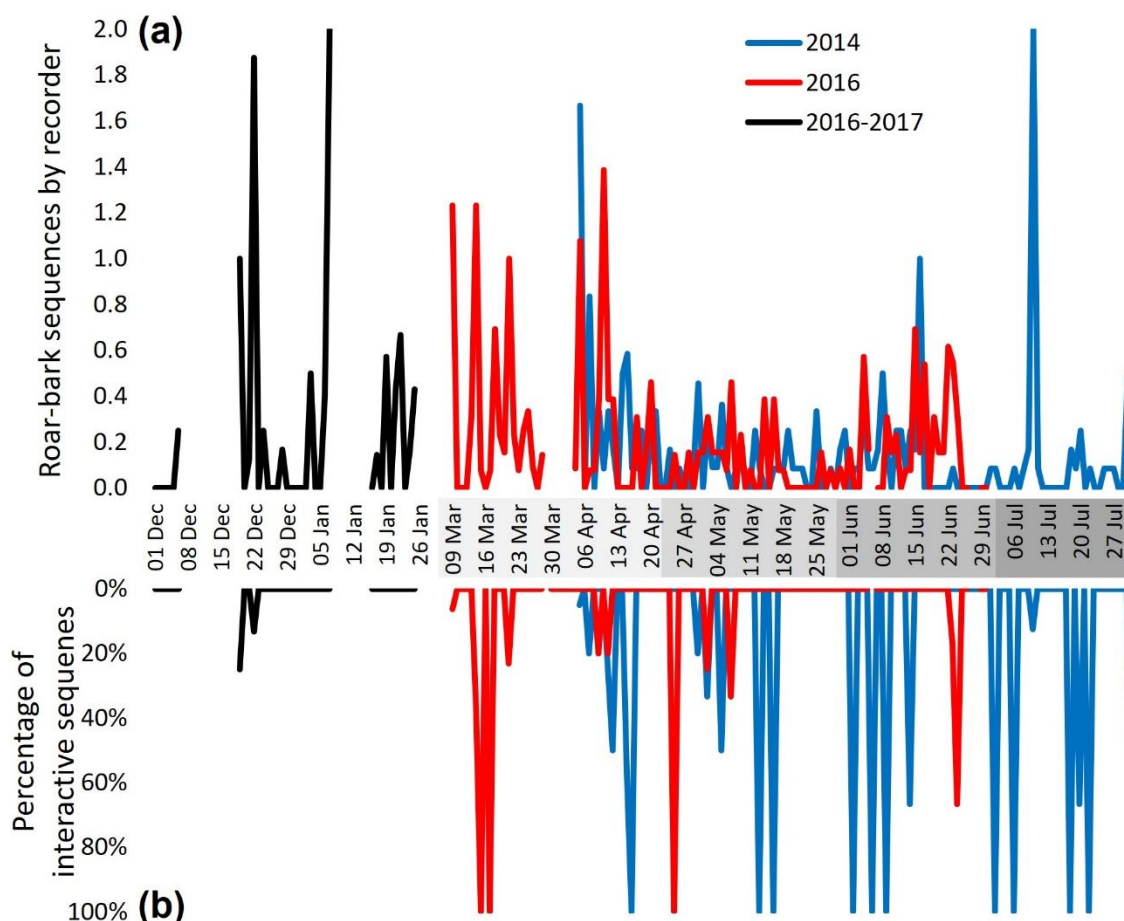 (a)
2014
2016
2016-2017
Roar-bark sequences by recorder
2.0
1.8
1.6
1.4
1.2
1.0
0.8
0.6
0.4
0.2
0.0
01 Dec
08 Dec
15 Dec
22 Dec
29 Dec
05 Jan
12 Jan
19 Jan
26 Jan
09 Mar
16 Mar
23 Mar
30 Mar
06 Apr
13 Apr
20 Apr
27 Apr
04 May
11 May
18 May
25 May
01 Jun
08 Jun
15 Jun
22 Jun
29 Jun
06 Jul
13 Jul
20 Jul
27 Jul
Percentage of
interactive sequenes
0%
20%
40%
60%
80%
100%
(b)